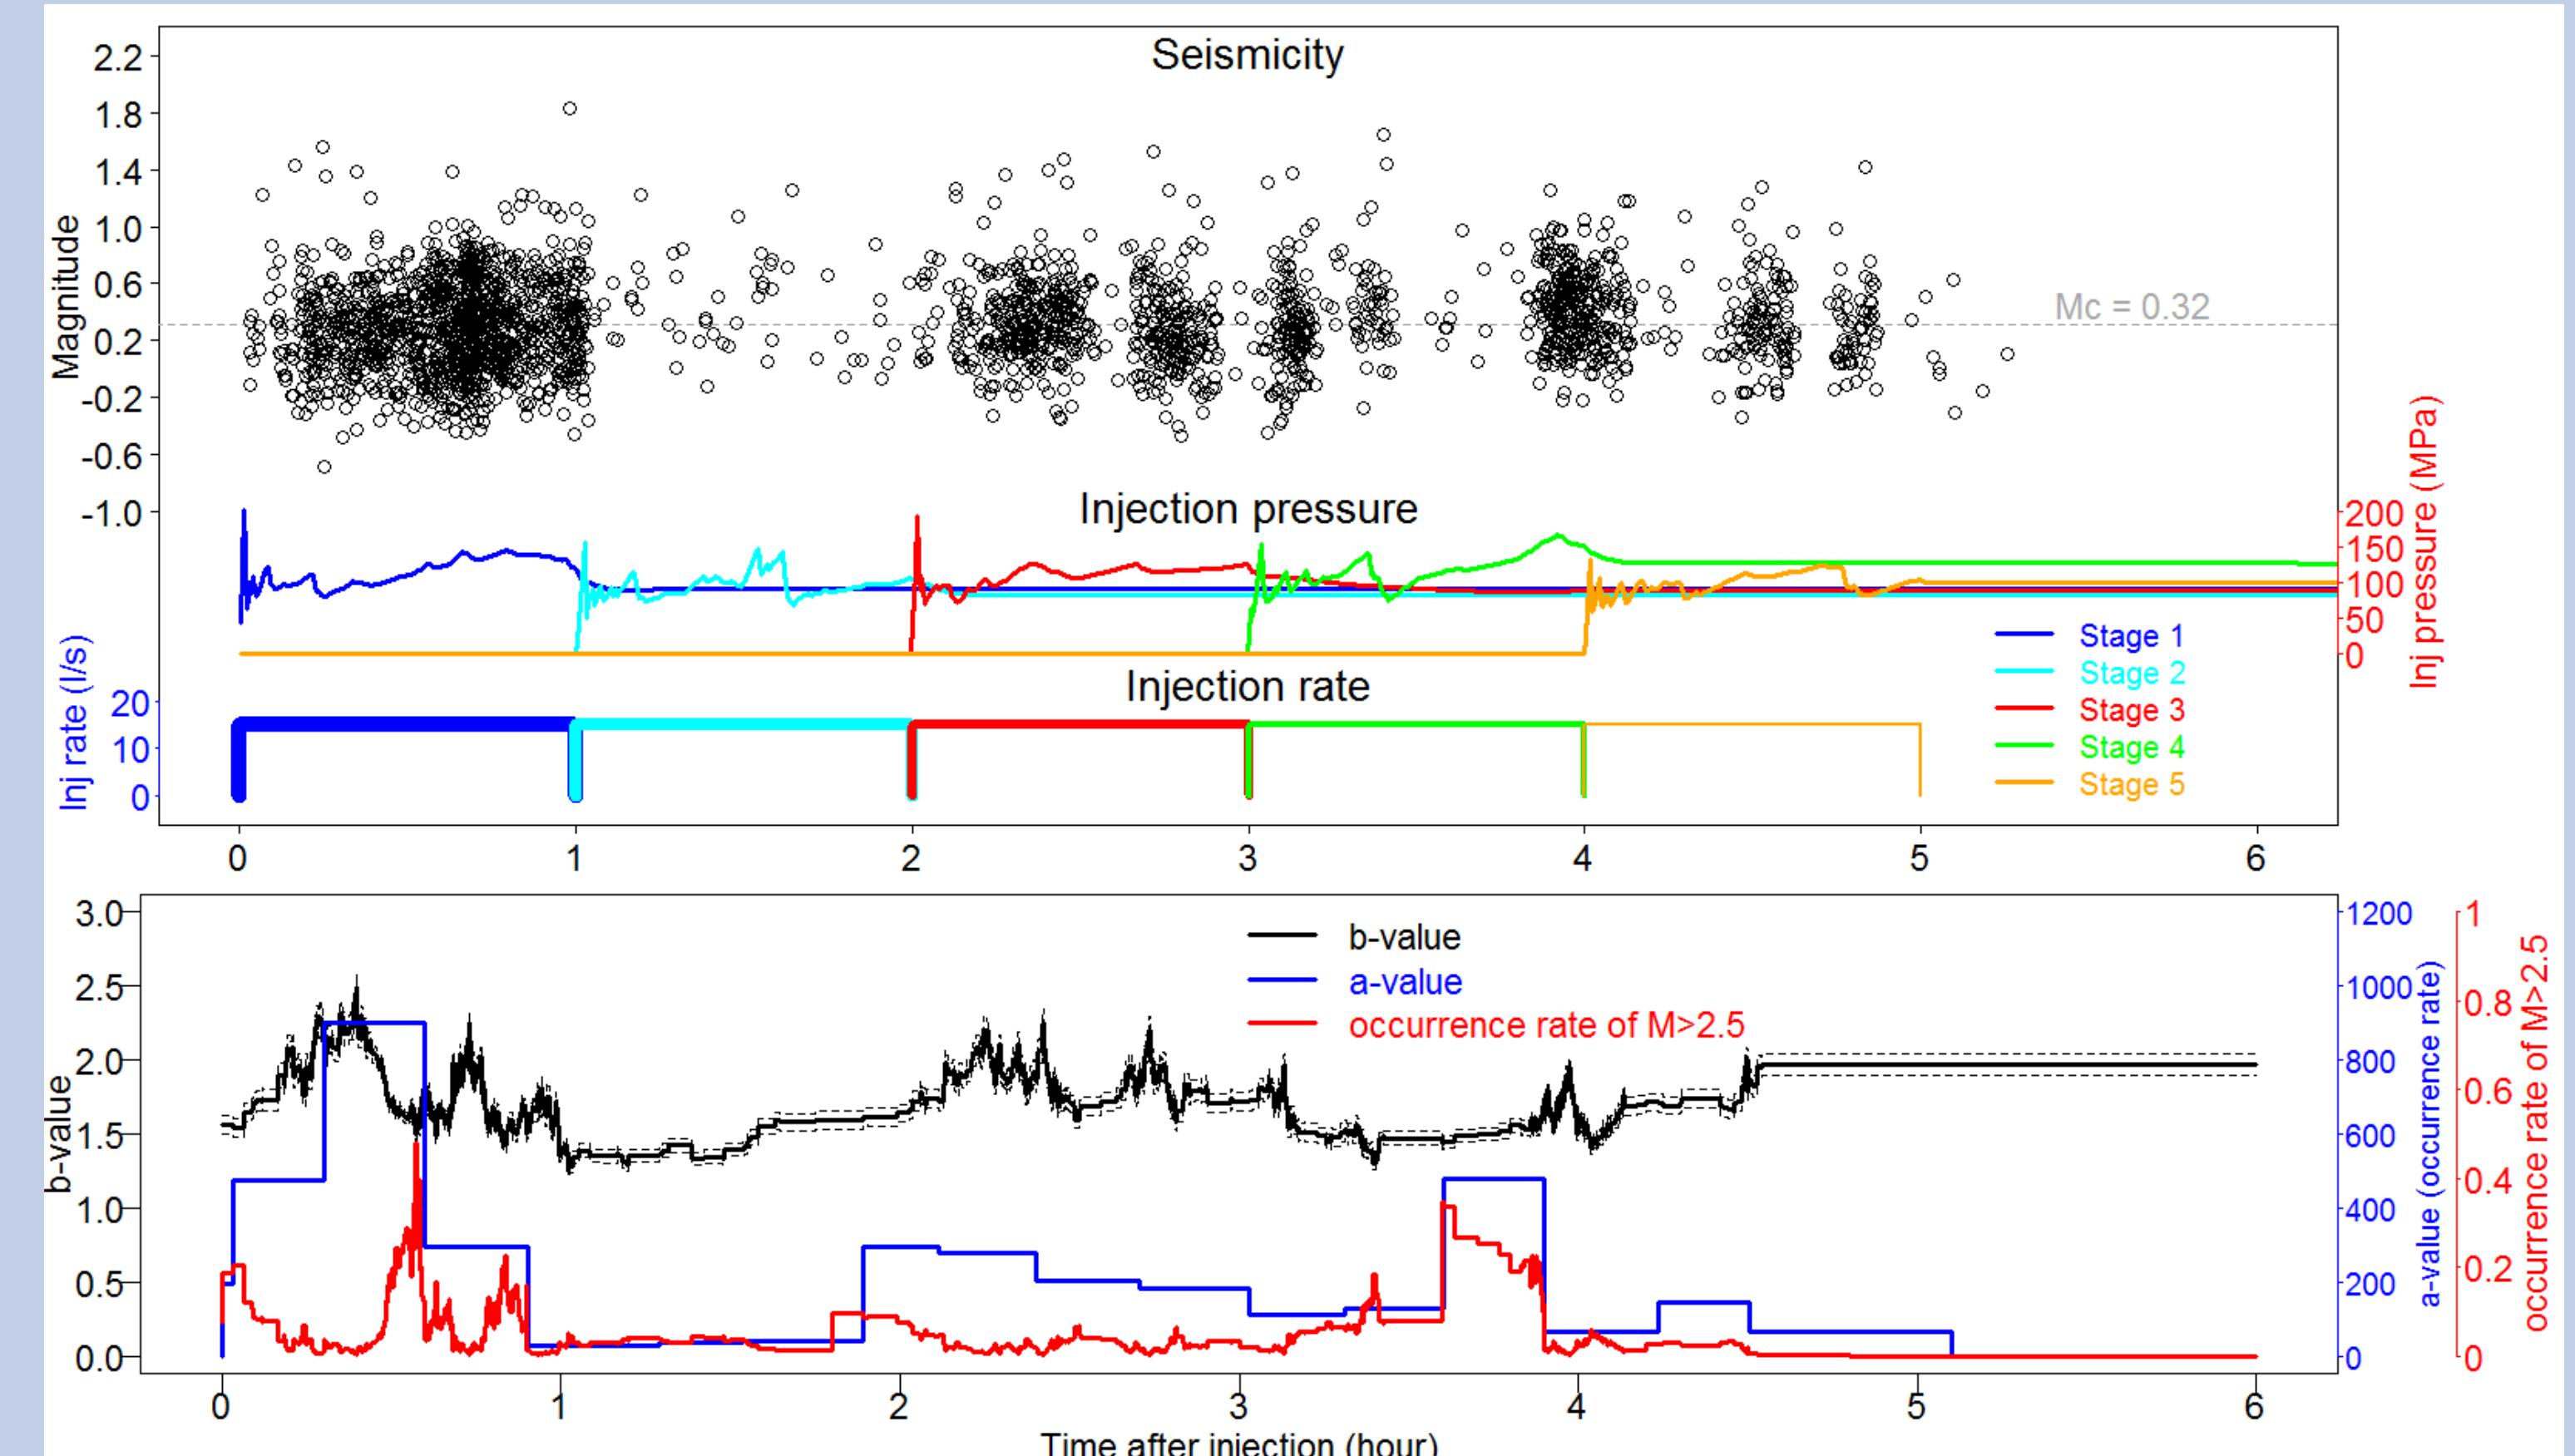 Seismicity
2.2
1.8
1.4
1.0
0.6
0.2
-0.2
-0.6
-1.0
Magnitude
Mc = 0.32
Injection pressure
200
150
100
50
0
Inj pressure (MPa)
Injection rate
20
10
0
Inj rate (l/s)
Stage 1
Stage 2
Stage 3
Stage 4
Stage 5
0 1 2 3 4 5 6
3.0
2.5
2.0
1.5
1.0
0.5
0.0
b-value
b-value
a-value
occurrence rate of M>2.5
1200
1000
800
600
400
200
0
a-value (occurrence rate)
1
0.8
0.6
0.4
0.2
0
occurrence rate of M>2.5
0 1 2 3 4 5 6
Time after injection (hour)